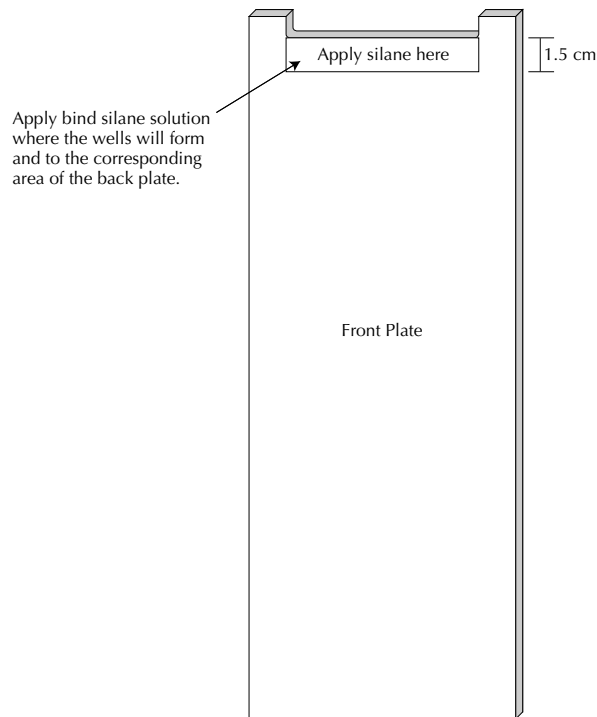 Apply silane here
1.5 cm
Apply bind silane solution
where the wells will form
and to the corresponding
area of the back plate.
Front Plate